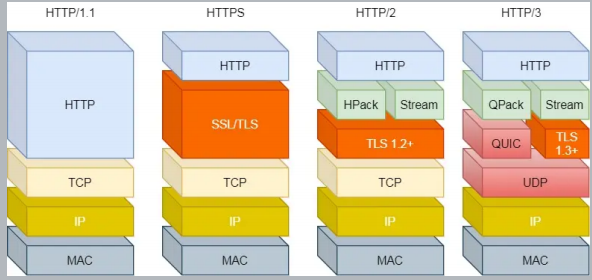 HTTP/1.1
HTTP
TCP
IP
MAC
HTTPS
HTTP
SSL/TLS
TCP
IP
MAC
HTTP/2
HTTP
HPack
Stream
TLS 1.2+
TCP
IP
MAC
HTTP/3
HTTP
QPack
Stream
QUIC
TLS
1.3+
UDP
IP
MAC